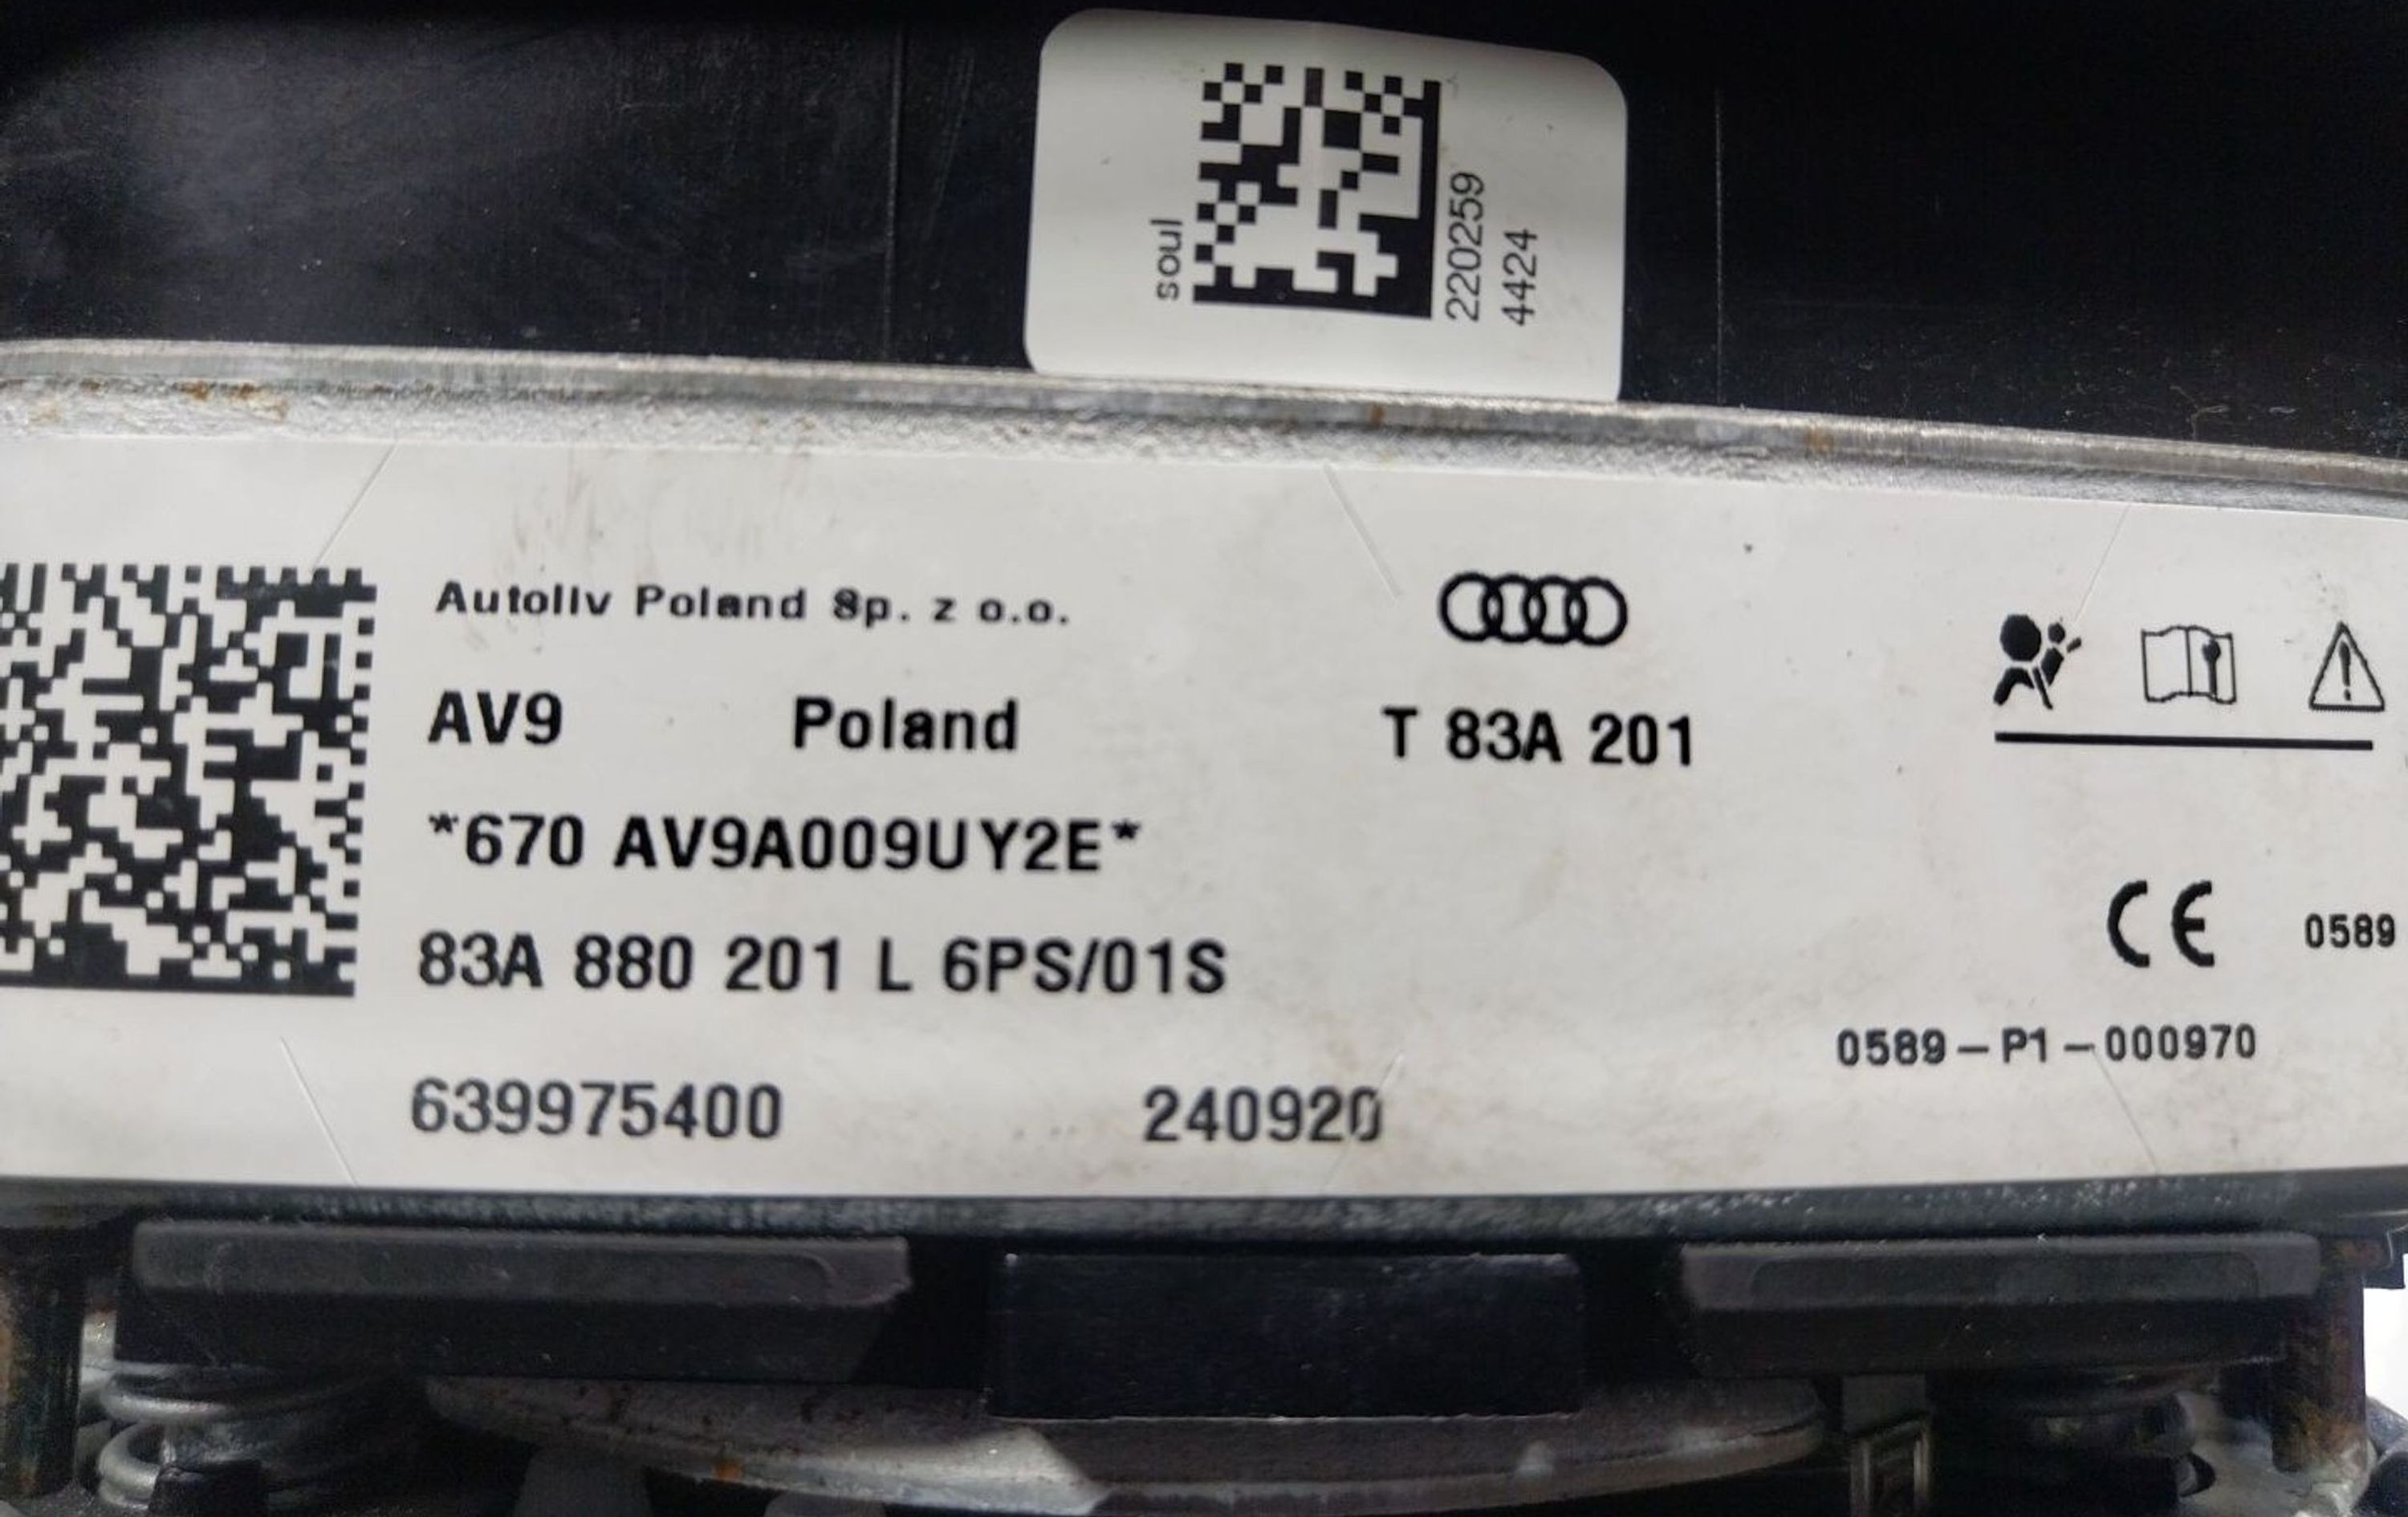 soul
2202259
4424
Autoliv Poland Sp. z o.o.
AV9 Poland T 83A 201
*670 AV9A009UY2E*
83A 880 201 L 6PS/01S
CE 0589
0589-P1-000970
639975400 240920